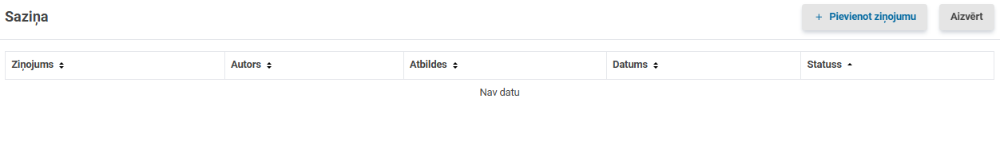 Saziņa
+ Pievienot ziņojumu
Aizvērt
Ziņojums Autors Atbildes Datums Statuss
Nav datu